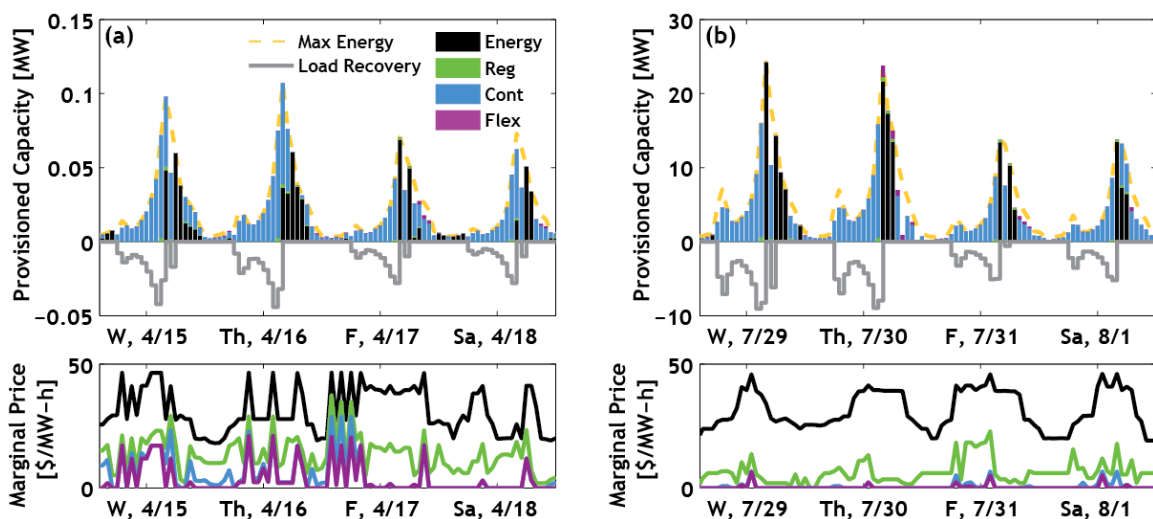 (a)
Provisioned Capacity [MW]
0.15
0.1
0.05
0
−0.05
Max Energy
Load Recovery
Energy
Reg
Cont
Flex
W, 4/15 Th, 4/16 F, 4/17 Sa, 4/18
Marginal Price
[$/MW-h]
50
0
W, 4/15 Th, 4/16 F, 4/17 Sa, 4/18
(b)
Provisioned Capacity [MW]
30
20
10
0
−10
W, 7/29 Th, 7/30 F, 7/31 Sa, 8/1
Marginal Price
[$/MW-h]
50
0
W, 7/29 Th, 7/30 F, 7/31 Sa, 8/1